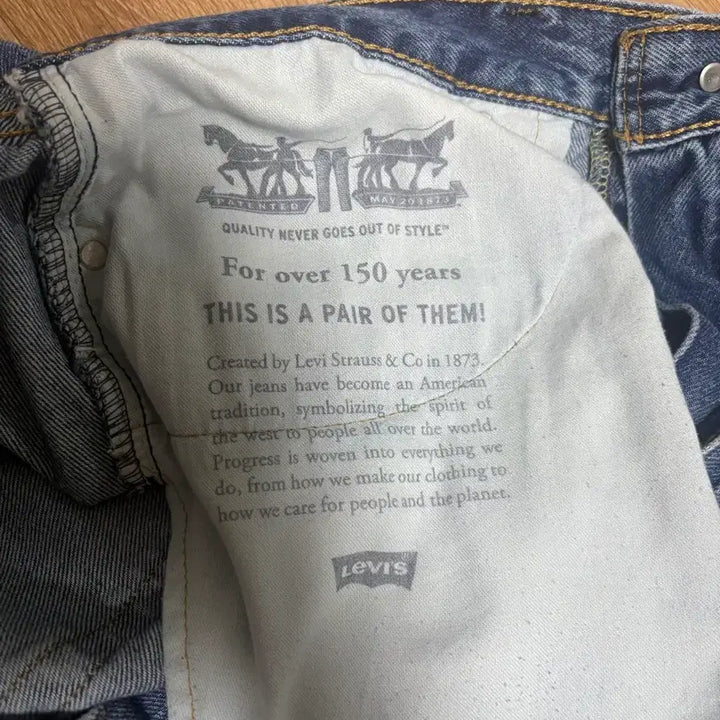 PATENTED MAY 20 1873
QUALITY NEVER GOES OUT OF STYLE™
For over 150 years
THIS IS A PAIR OF THEM!
Created by Levi Strauss & Co in 1873.
Our jeans have become an American
tradition, symbolizing the spirit of
the west to people all over the world.
Progress is woven into everything we
do, from how we make our clothing to
how we care for people and the planet.
LEVI'S